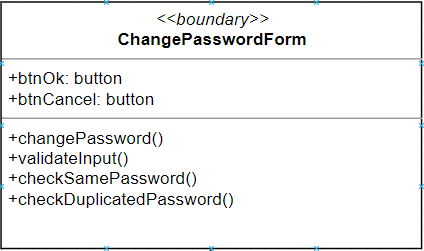 <<boundary>>
ChangePasswordForm
+btnOk: button
+btnCancel: button
+changePassword()
+validateInput()
+checkSamePassword()
+checkDuplicatedPassword()